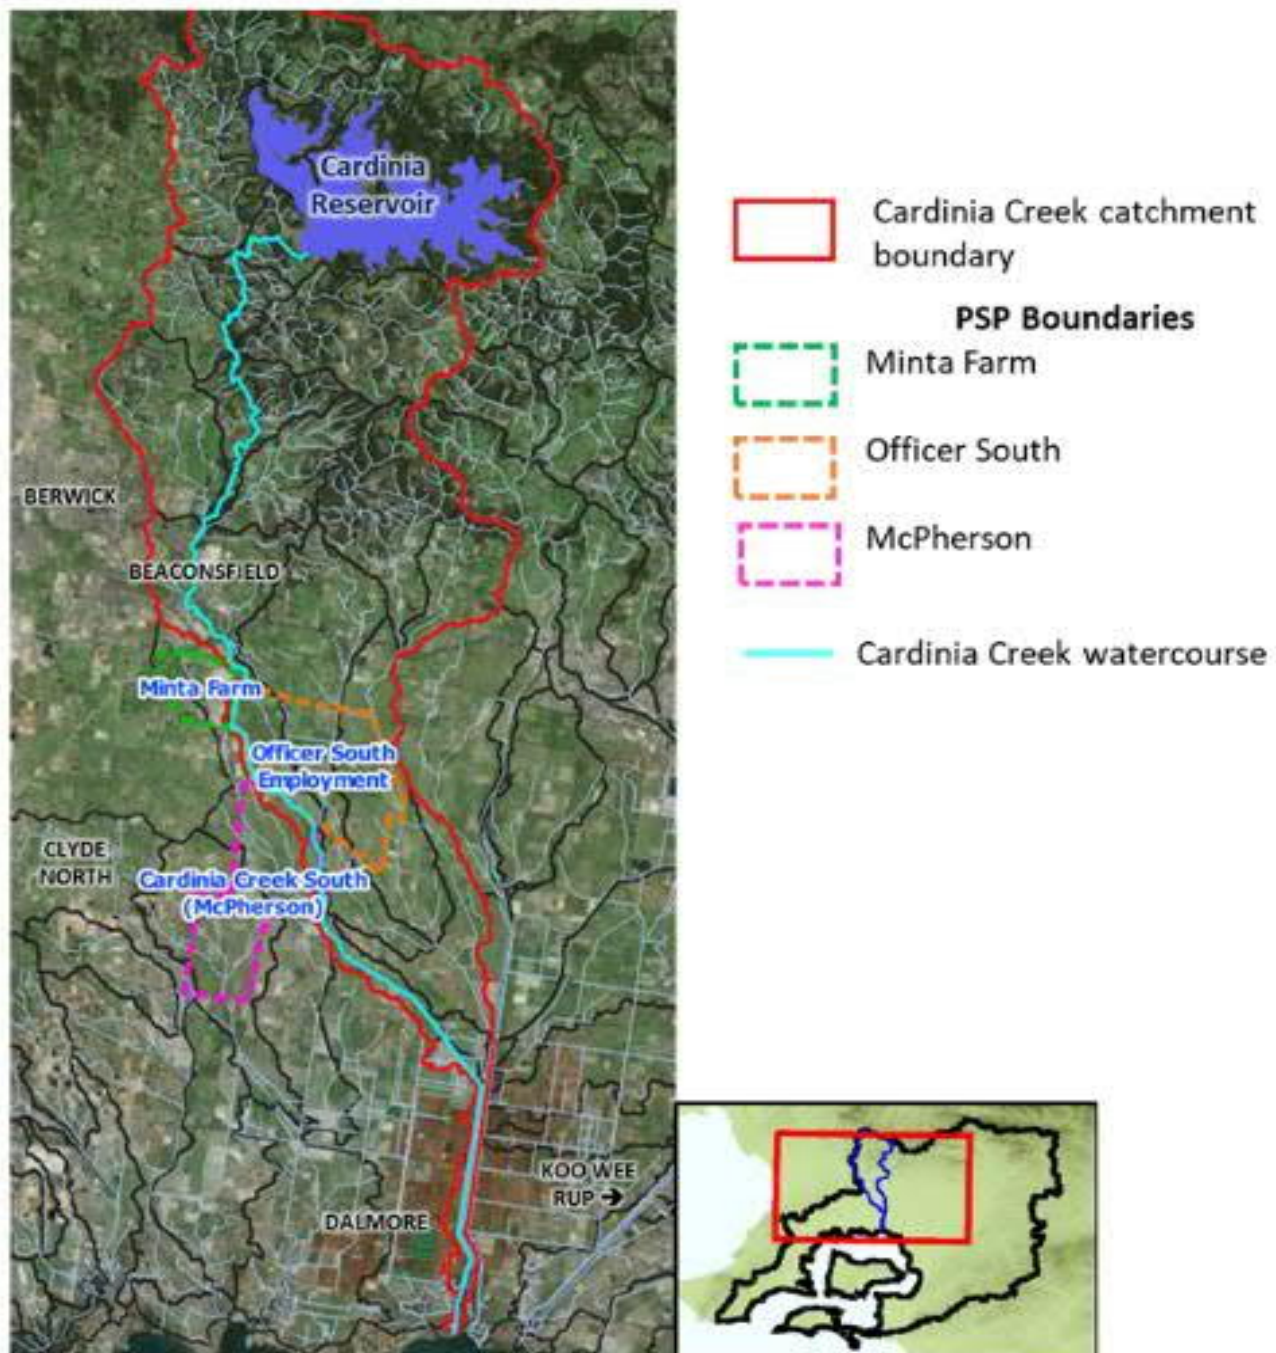 Cardinia
Reservoir
BERWICK
BEACONSFIELD
Minta Farm
Officer South
Employment
CLYDE
NORTH
Cardinia Creek South
(McPherson)
KOO WEE
RUP →
DALMORE
Cardinia Creek catchment
boundary
PSP Boundaries
Minta Farm
Officer South
McPherson
Cardinia Creek watercourse